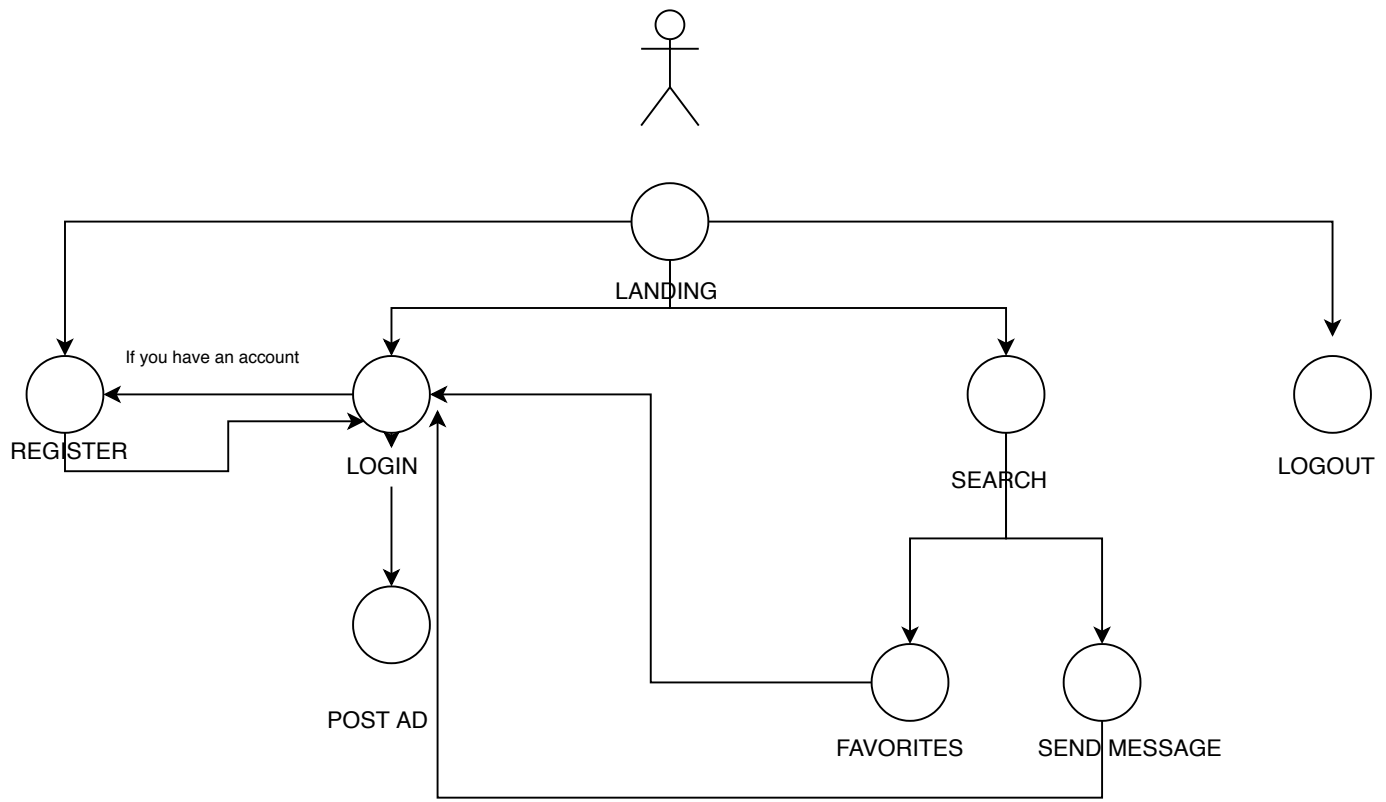 LANDING
If you have an account
REGISTER
LOGIN
SEARCH
LOGOUT
POST AD
FAVORITES
SEND MESSAGE